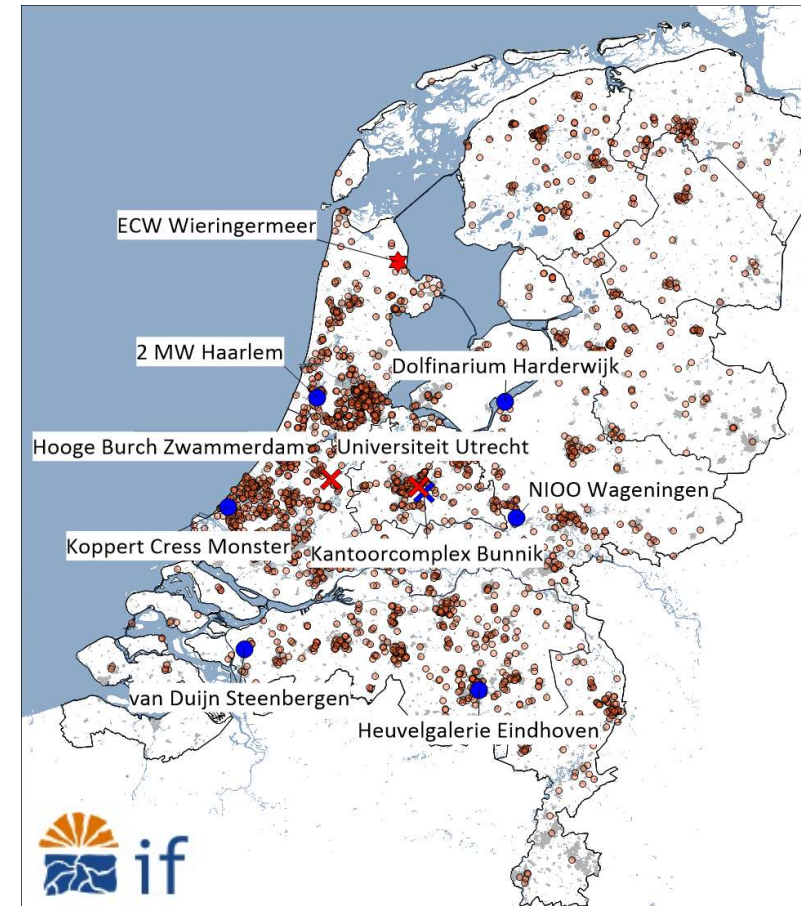 ECW Wieringermeer
2 MW Haarlem
Dolfinarium Harderwijk
Hooge Burch Zwammerdam
Universiteit Utrecht
NIOO Wageningen
Koppert Cress Monster
Kantoorcomplex Bunnik
van Duijn Steenbergen
Heuvelgalerie Eindhoven
if